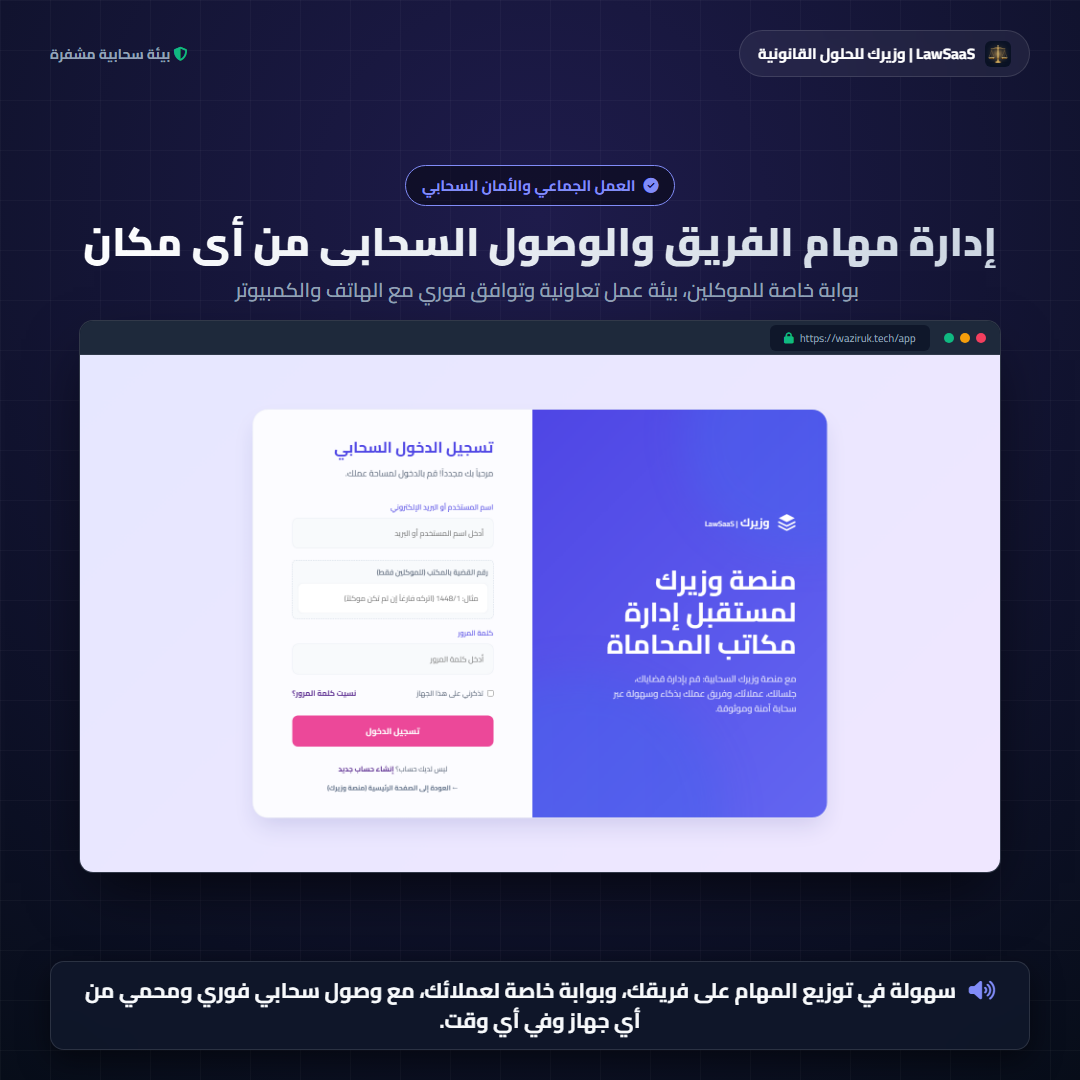 LawSaaS | وزيرك للحلول القانونية
بيئة سحابية مشفرة
العمل الجماعي والأمان السحابي
إدارة مهام الفريق والوصول السحابي من أي مكان
بوابة خاصة للموكلين، بيئة عمل تعاونية وتوافق فوري مع الهاتف والكمبيوتر
https://waziruk.tech/app
وزيرك | LawSaaS
منصة وزيرك
لمستقبل إدارة
مكاتب المحاماة
مع منصة وزيرك السحابية: قم بإدارة قضاياك،
جلساتك، عملائك، وفريق عملك بذكاء وسهولة عبر
سحابة آمنة وموثوقة.
تسجيل الدخول السحابي
مرحباً بك مجدداً! قم بالدخول لمساحة عملك.
اسم المستخدم أو البريد الإلكتروني
أدخل اسم المستخدم أو البريد
رقم القضية بالمكتب (للموكلين فقط)
مثال: 1448/1 (اتركه فارغاً إن لم تكن موكلاً)
كلمة المرور
أدخل كلمة المرور
تذكرني على هذا الجهاز
نسيت كلمة المرور؟
تسجيل الدخول
ليس لديك حساب؟ إنشاء حساب جديد
← العودة إلى الصفحة الرئيسية (منصة وزيرك)
سهولة في توزيع المهام على فريقك، وبوابة خاصة لعملائك، مع وصول سحابي فوري ومحمي من
أي جهاز وفي أي وقت.